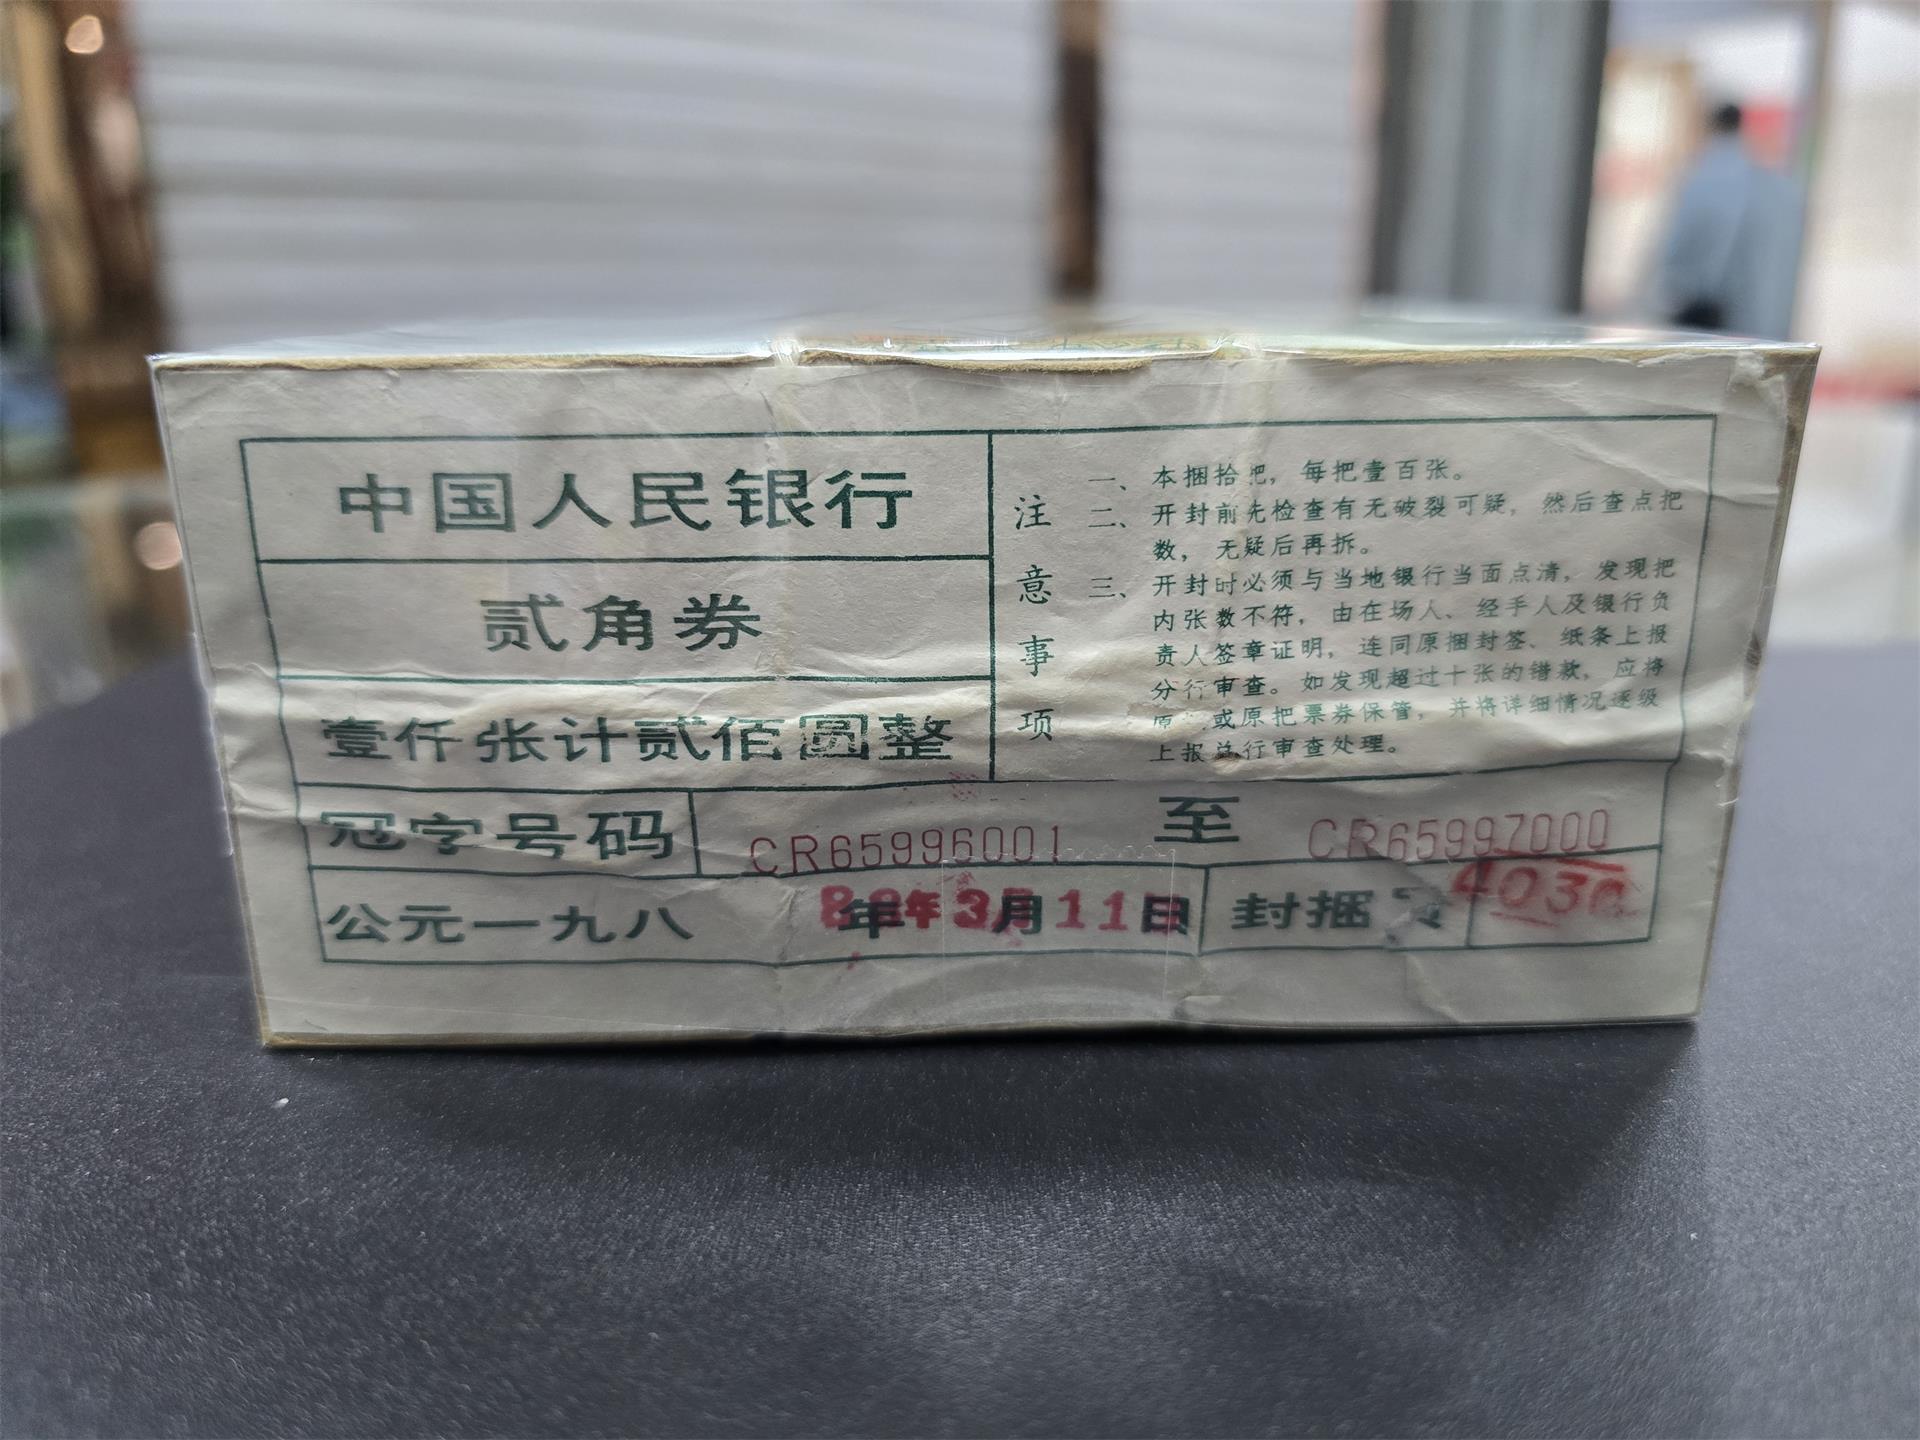 中国人民银行
贰角券
壹仟张计贰佰圆整
注意事项
一、本捆拾把，每把壹百张。
二、开封前先检查有无破裂可疑，然后查点把
数，无疑后再拆。
三、开封时必须与当地银行当面点清，发现把
内张数不符，由在场人、经手人及银行负
责人签章证明，连同原捆封签、纸条上报
分行审查。如发现超过十张的错款，应将
原 或原把票券保管，并将详细情况逐级
上报总行审查处理。
冠字号码 CR65996001 至 CR65997000
公元一九八 年 月 日 封捆
年3月11日